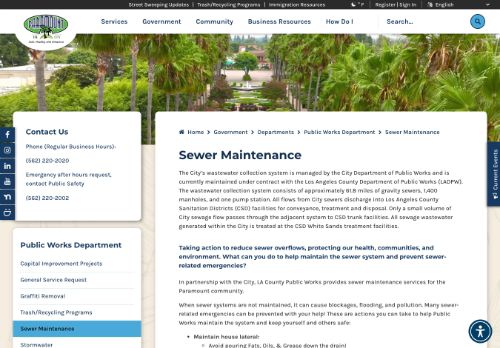 Street Sweeping Updates | Trash/Recycling Programs | Immigration Resources
°F | Register | Sign In | English
PARAMOUNT
Services Government Community Business Resources How Do I Search...
Contact Us
Phone (Regular Business Hours):
(562) 220-2020
Emergency after hours request, contact Public Safety
(562) 220-2002
Public Works Department
Capital Improvement Projects
General Service Request
Graffiti Removal
Trash/Recycling Programs
Sewer Maintenance
Stormwater
Home > Government > Departments > Public Works Department > Sewer Maintenance
Sewer Maintenance
The City's wastewater collection system is managed by the City Department of Public Works and is
currently maintained under contract with the Los Angeles County Department of Public Works (LADPW).
The wastewater collection system consists of approximately 61.8 miles of gravity sewers, 1,400
manholes, and one pump station. All flows from City sewers discharge into Los Angeles County
Sanitation Districts (CSD) facilities for conveyance, treatment and disposal. Only a small volume of
City sewage flow passes through the adjacent system to CSD trunk facilities. All sewage wastewater
generated within the City is treated at the CSD White Sands treatment facilities.
Taking action to reduce sewer overflows, protecting our health, communities, and
environment. What can you do to help maintain the sewer system and prevent sewer-
related emergencies?
In partnership with the City, LA County Public Works provides sewer maintenance services for the
Paramount community.
When sewer systems are not maintained, it can cause blockages, flooding, and pollution. Many sewer-
related emergencies can be prevented with your help! These are actions you can take to help Public
Works maintain the system and keep yourself and others safe:
• Maintain house lateral:
Avoid pouring Fats, Oils, & Grease down the drain!
Current Events